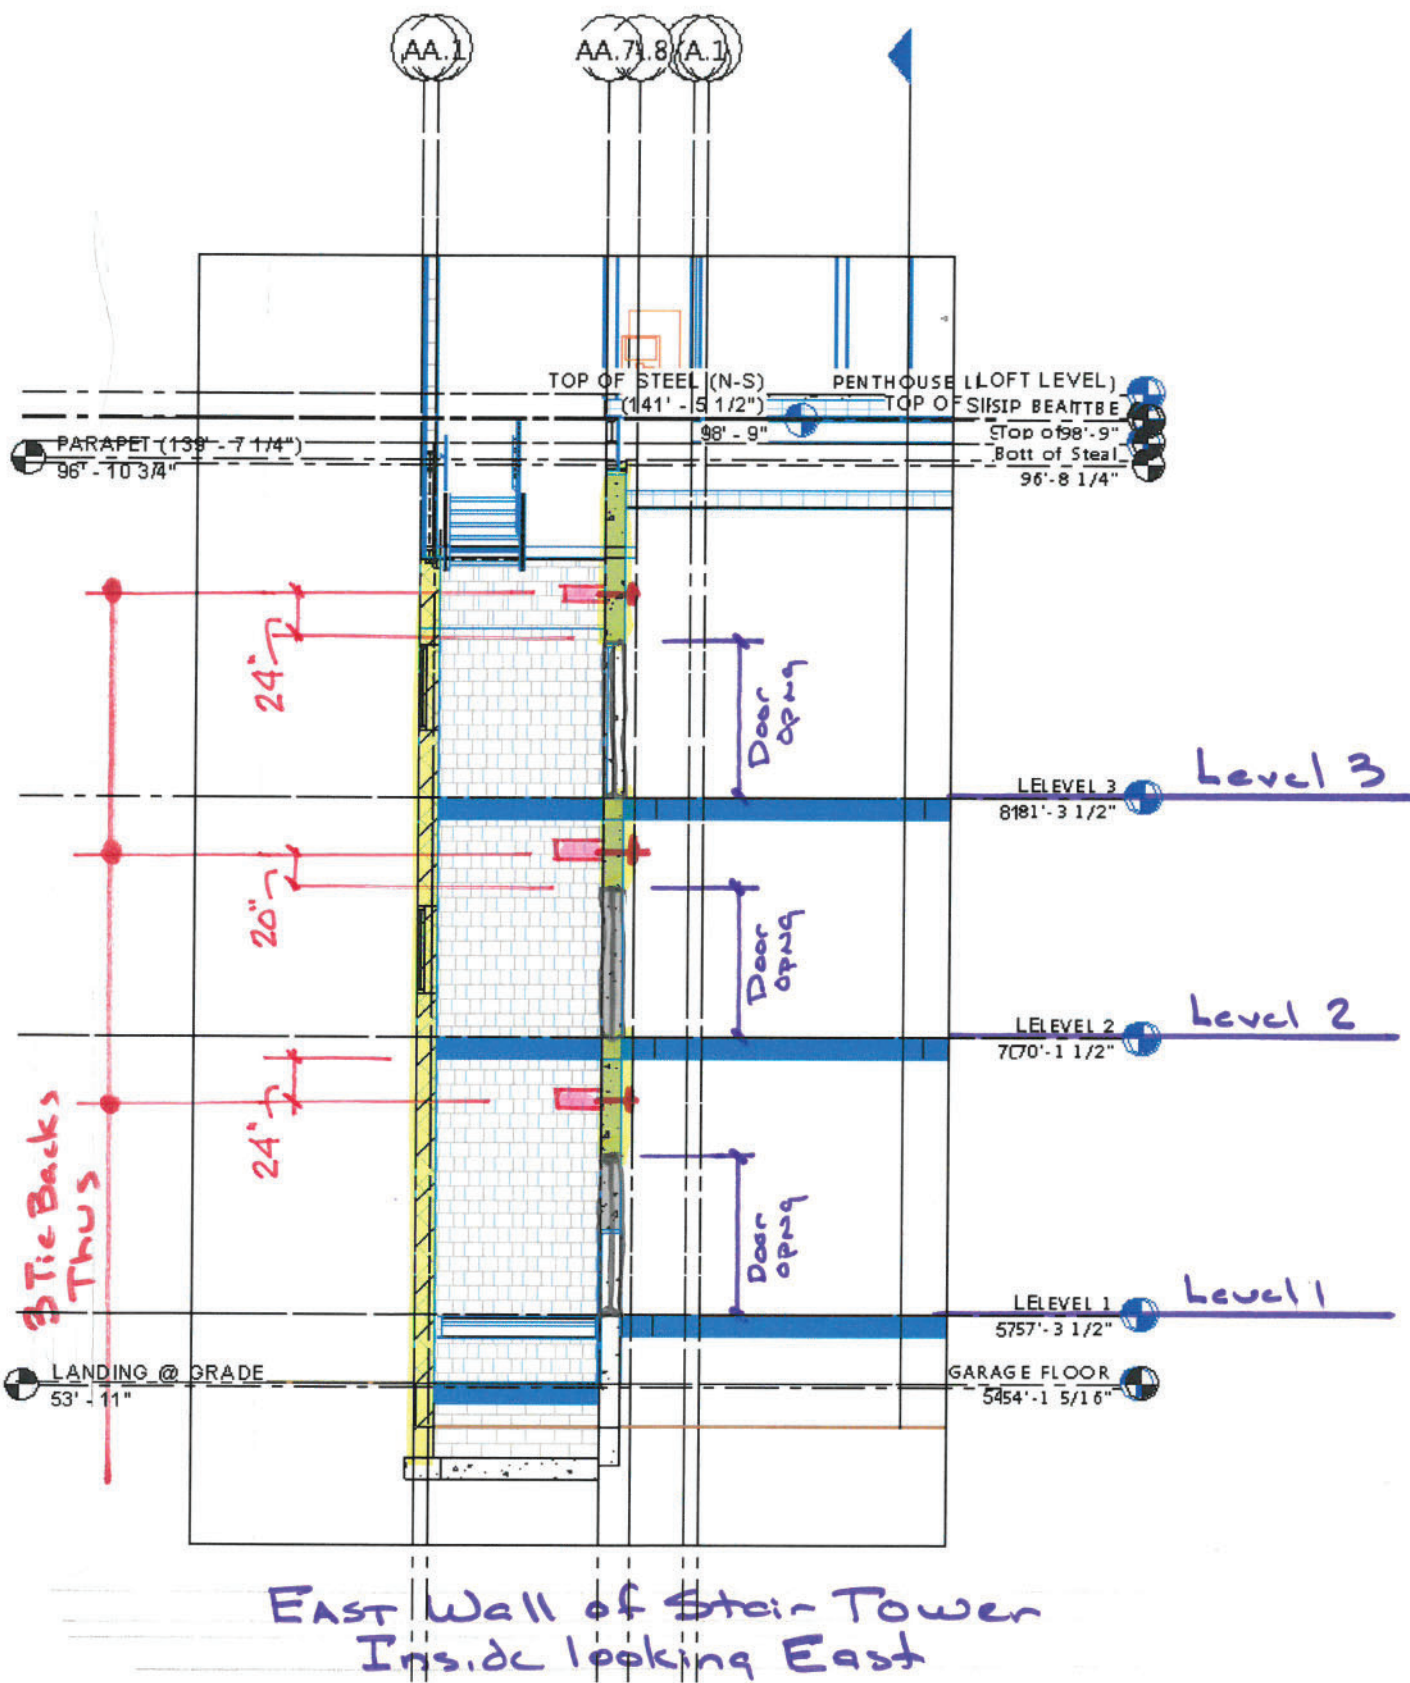 AA.1
AA.7
.8
A.1
TOP OF STEEL (N-S)
(141' - 5 1/2")
98' - 9"
PENTHOUSE
LOFT LEVEL)
TOP OF
SIP BEA
Top of 98'-9"
Bott of Steal
96'-8 1/4"
PARAPET (139' - 7 1/4")
96' - 10 3/4"
24"
Door
OPNG
LEVEL 3
81'-3 1/2"
Level 3
20"
Door
OPNG
LEVEL 2
70'-1 1/2"
Level 2
24"
3 Tie Backs
Thus
Door
OPNG
LEVEL 1
57'-3 1/2"
Level 1
LANDING @ GRADE
53' - 11"
GARAGE FLOOR
54'-1 5/16"
EAST Wall of Stair Tower
Inside looking East